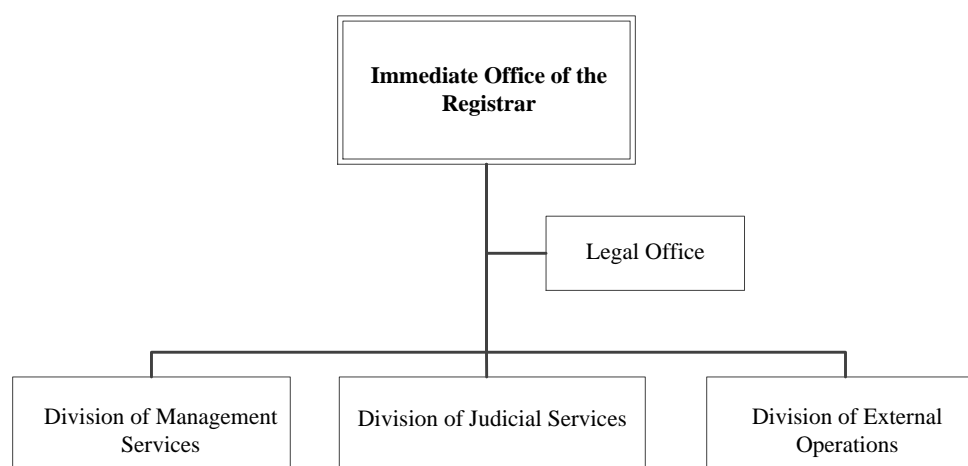 Immediate Office of the
Registrar
Legal Office
Division of Management
Services
Division of Judicial Services
Division of External
Operations